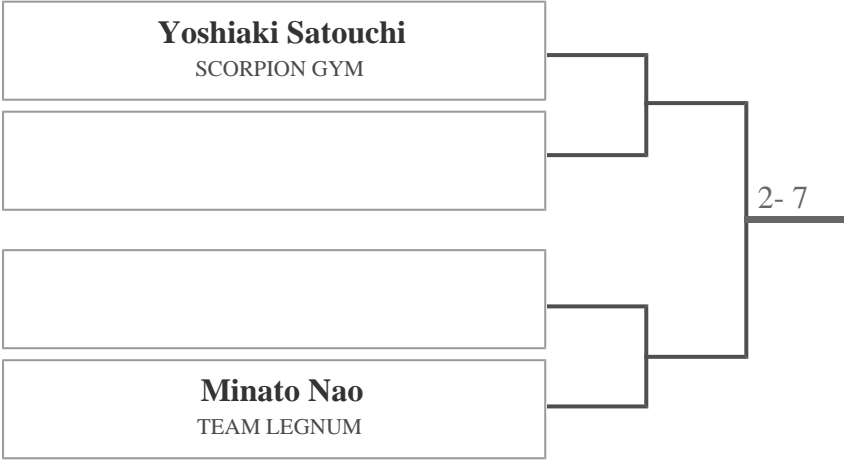 Yoshiaki Satouchi
SCORPION GYM
2- 7
Minato Nao
TEAM LEGNUM